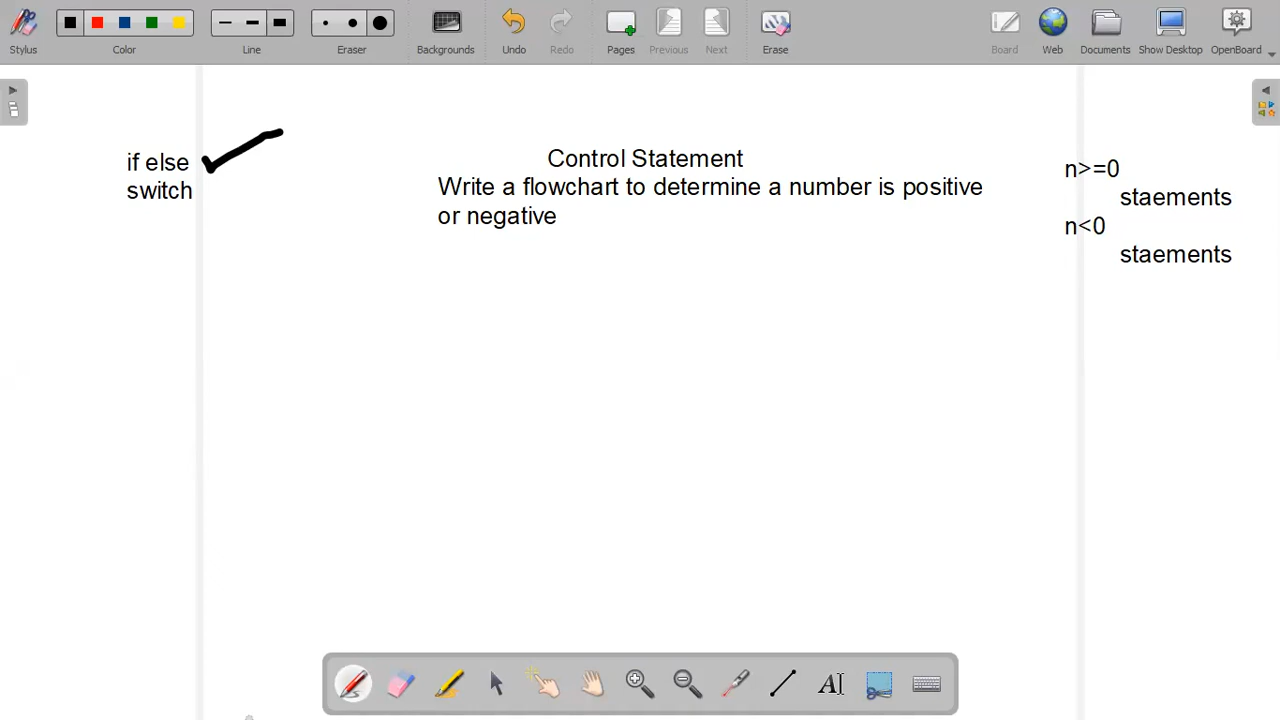 Stylus
Color
Line
Eraser
Backgrounds
Undo
Redo
Pages
Previous
Next
Erase
Board
Web
Documents
Show Desktop
OpenBoard
if else
switch
Control Statement
Write a flowchart to determine a number is positive
or negative
n>=0
staements
n<0
staements
AI